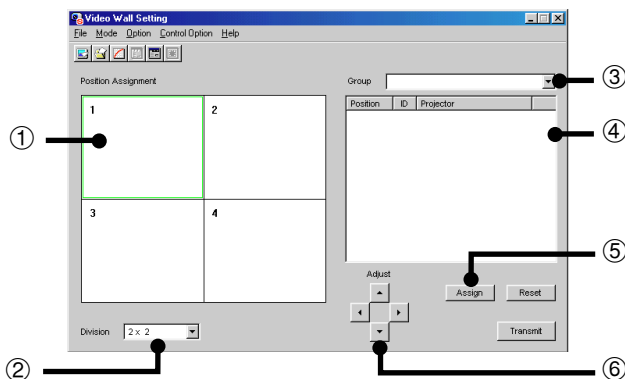 Video Wall Setting
File Mode Option Control Option Help
Position Assignment
Group
Position ID Projector
1 2
3 4
Adjust
Assign Reset
Division 2 x 2
Transmit
①
②
③
④
⑤
⑥